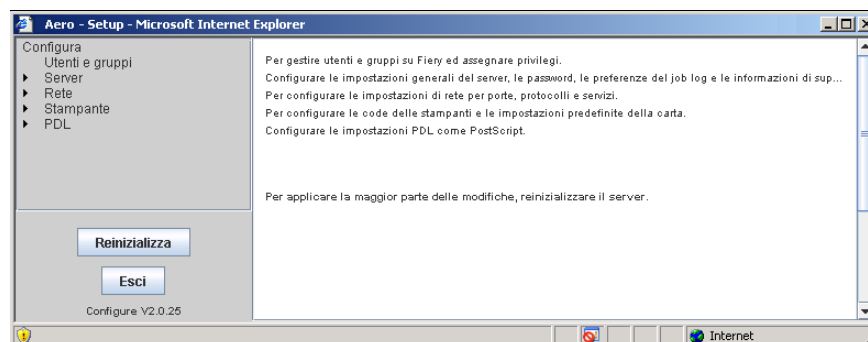 Aero - Setup - Microsoft Internet Explorer
Configura
Utenti e gruppi
Server
Rete
Stampante
PDL
Per gestire utenti e gruppi su Fiery ed assegnare privilegi.
Configurare le impostazioni generali del server, le password, le preferenze del job log e le informazioni di sup...
Per configurare le impostazioni di rete per porte, protocolli e servizi.
Per configurare le code delle stampanti e le impostazioni predefinite della carta.
Configurare le impostazioni PDL come PostScript.
Per applicare la maggior parte delle modifiche, reinizializzare il server.
Reinizializza
Esci
Configure V2.0.25
Internet